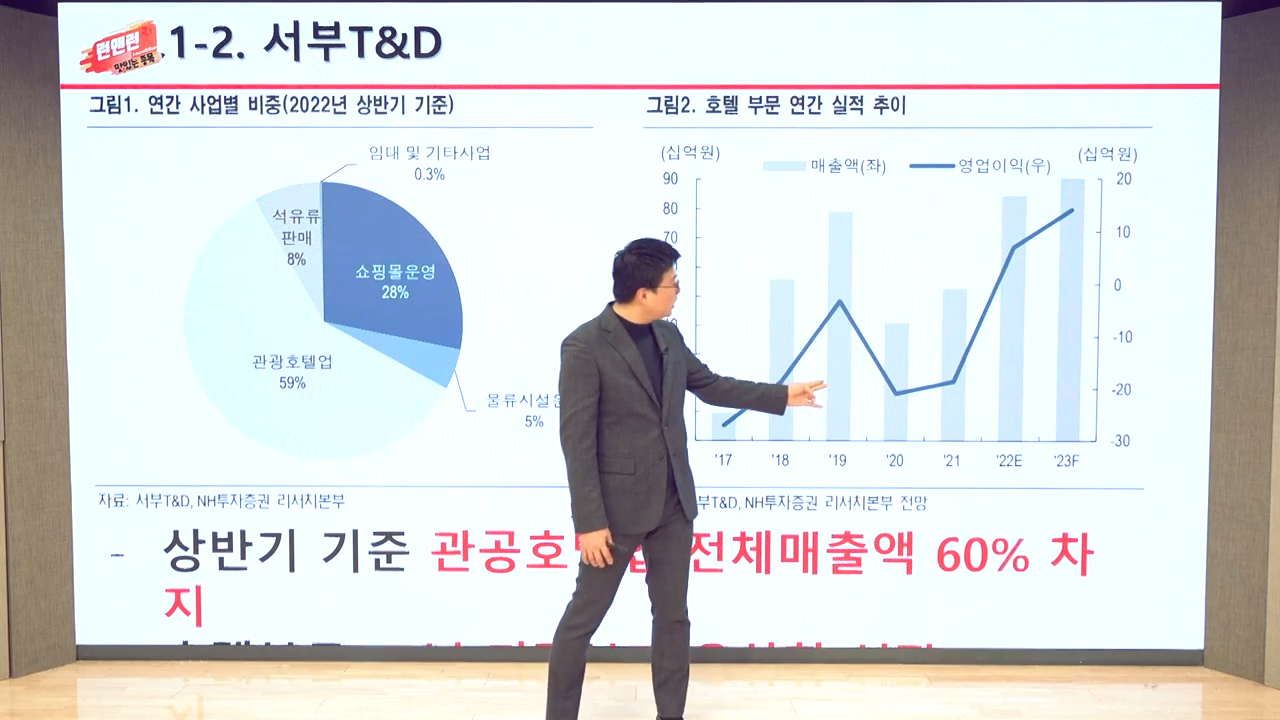 런앤런
맛있는 종목
1-2. 서부T&D
그림1. 연간 사업별 비중(2022년 상반기 기준)
임대 및 기타사업
0.3%
석유류
판매
8%
쇼핑몰운영
28%
관광호텔업
59%
물류시설운
5%
자료: 서부T&D, NH투자증권 리서치본부
그림2. 호텔 부문 연간 실적 추이
(십억원)
매출액(좌)
영업이익(우)
(십억원)
90
80
70
20
10
0
-10
-20
-30
'17
'18
'19
'20
'21
'22E
'23F
부T&D, NH투자증권 리서치본부 전망
- 상반기 기준 관공호 전체매출액 60% 차
지